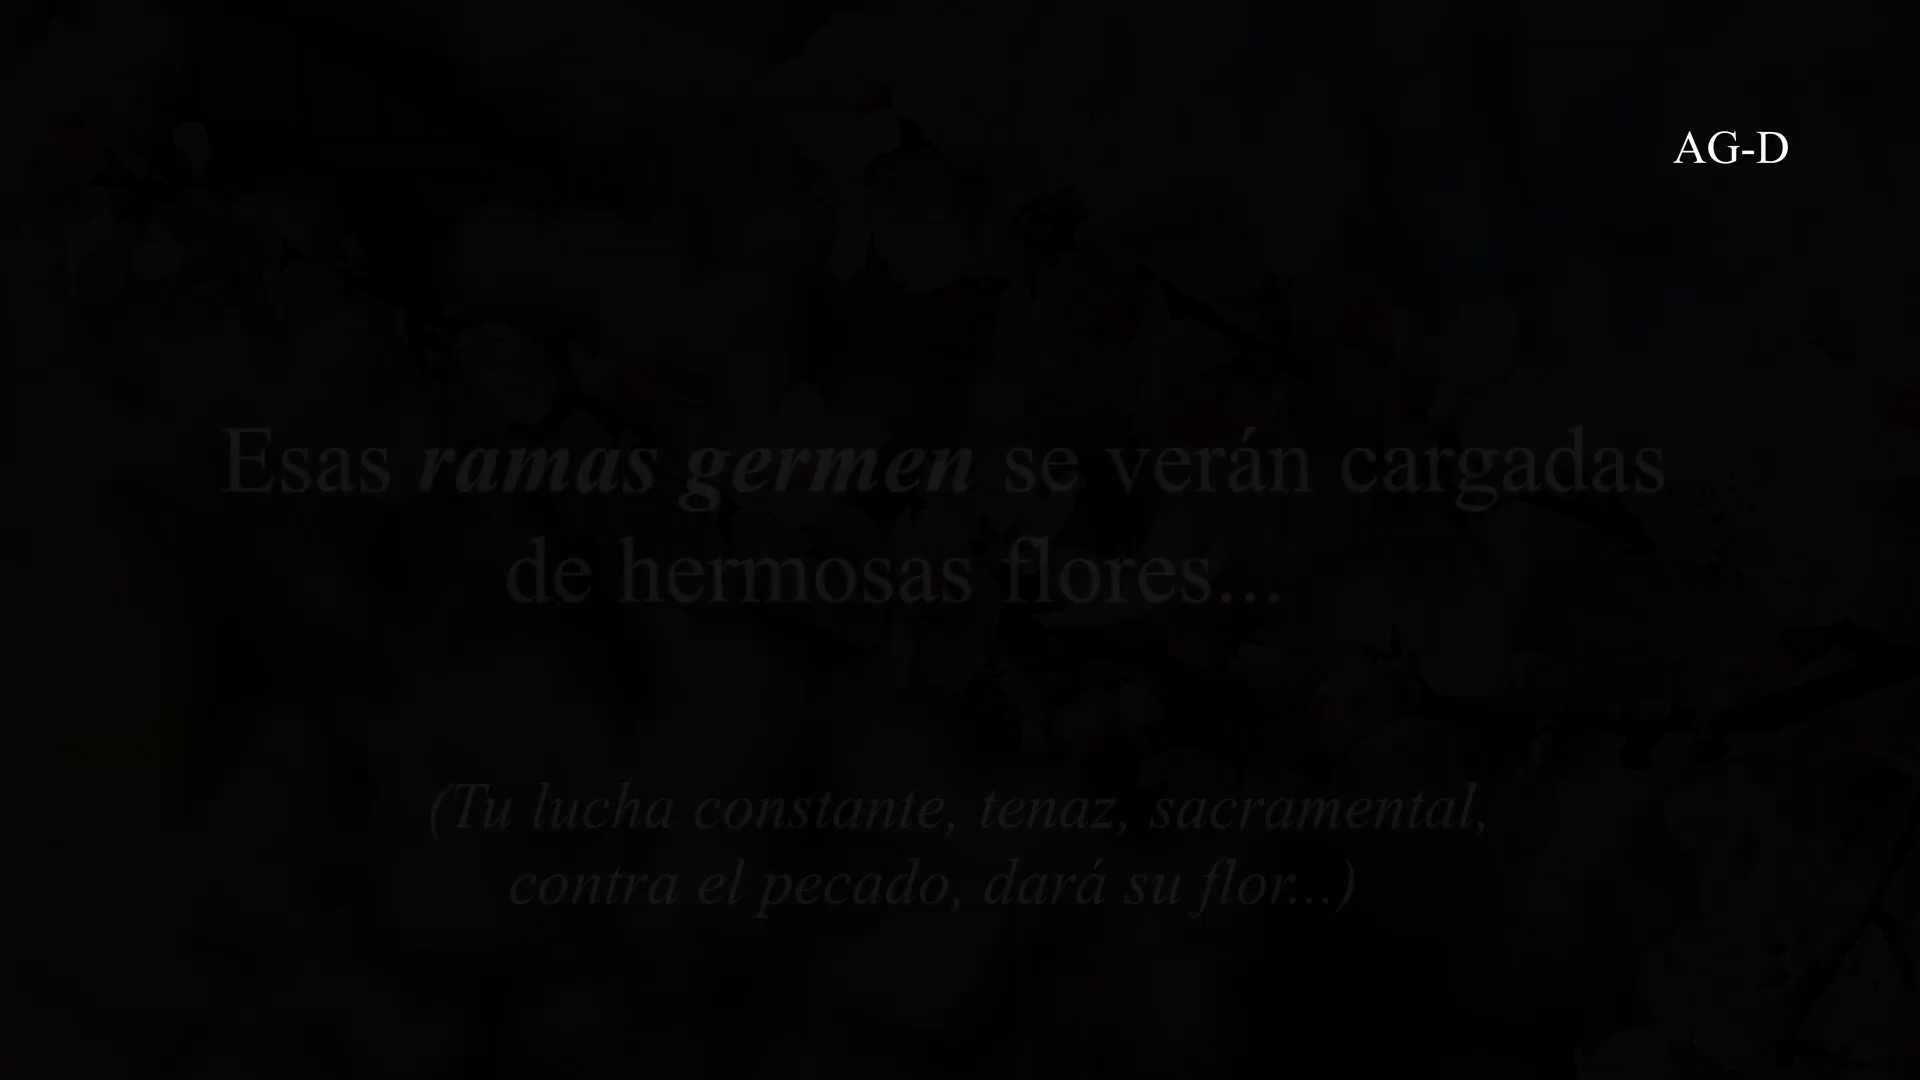 AG-D
Esas ramas germen se verán cargadas
de hermosas flores...
(Tu lucha constante, tenaz, sacramental,
contra el pecado, dará su flor...)